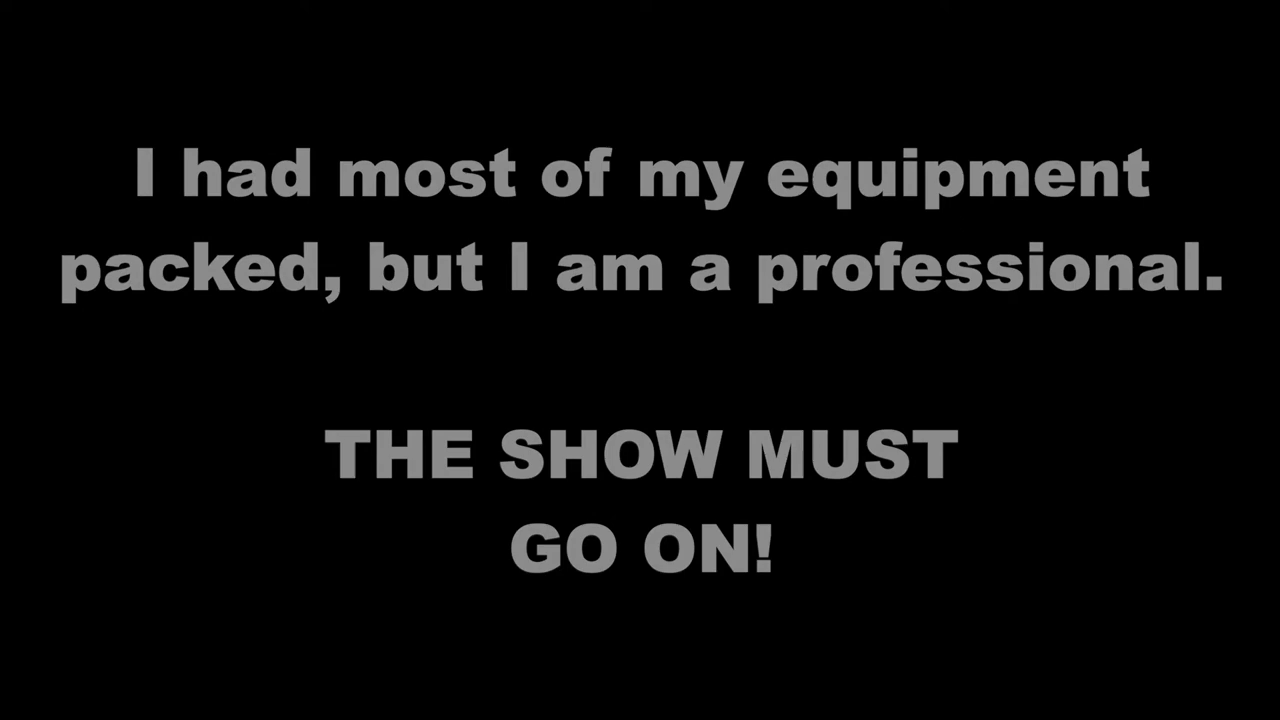 I had most of my equipment
packed, but I am a professional.
THE SHOW MUST
GO ON!